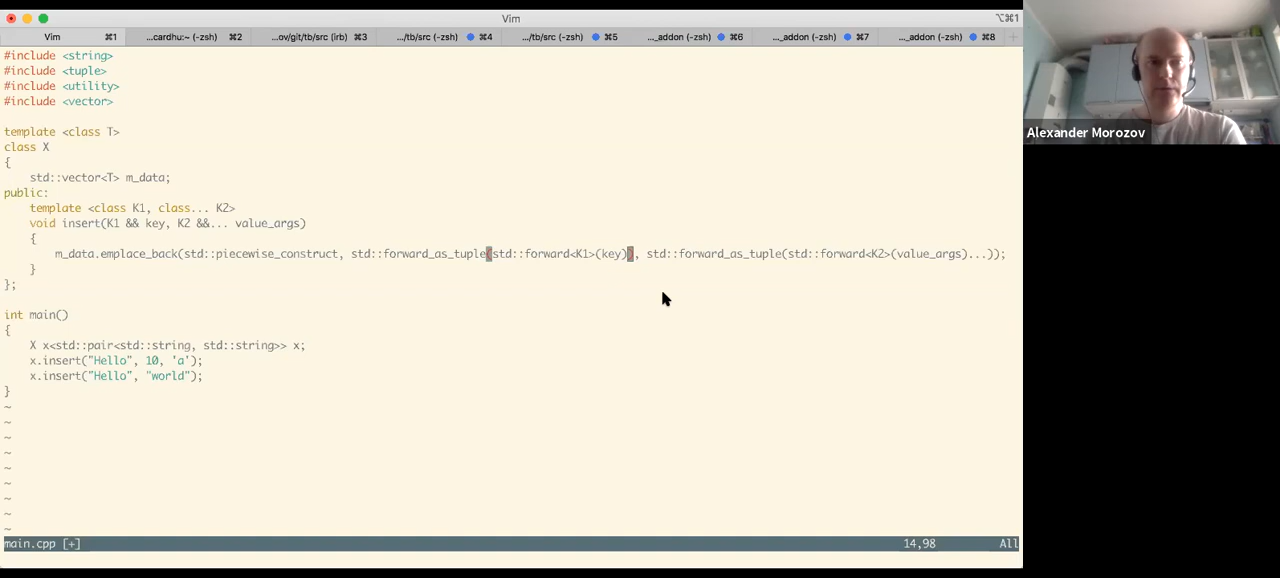 Vim
⌥⌘1
Vim ⌘1 ...cardhu:~ (-zsh) ⌘2 ...ov/git/tb/src (irb) ⌘3 .../tb/src (-zsh) ⌘4 .../tb/src (-zsh) ⌘5 ..._addon (-zsh) ⌘6 ..._addon (-zsh) ⌘7 ..._addon (-zsh) ⌘8 +
#include <string>
#include <tuple>
#include <utility>
#include <vector>
template <class T>
class X
{
std::vector<T> m_data;
public:
template <class K1, class... K2>
void insert(K1 && key, K2 &&... value_args)
{
m_data.emplace_back(std::piecewise_construct, std::forward_as_tuple(std::forward<K1>(key)), std::forward_as_tuple(std::forward<K2>(value_args)...));
}
};
int main()
{
X x<std::pair<std::string, std::string>> x;
x.insert("Hello", 10, 'a');
x.insert("Hello", "world");
}
~
~
~
~
~
~
~
~
~
main.cpp [+] 14,98 All
Alexander Morozov